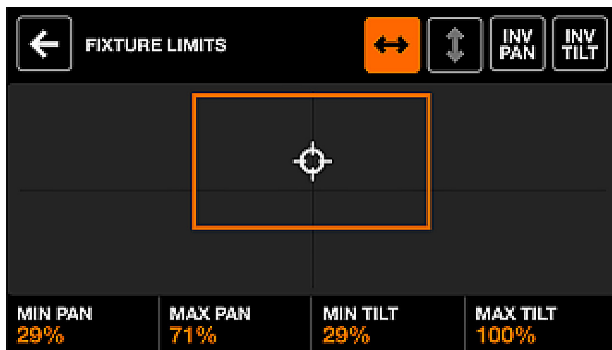 FIXTURE LIMITS
INV PAN
INV TILT
MIN PAN
29%
MAX PAN
71%
MIN TILT
29%
MAX TILT
100%